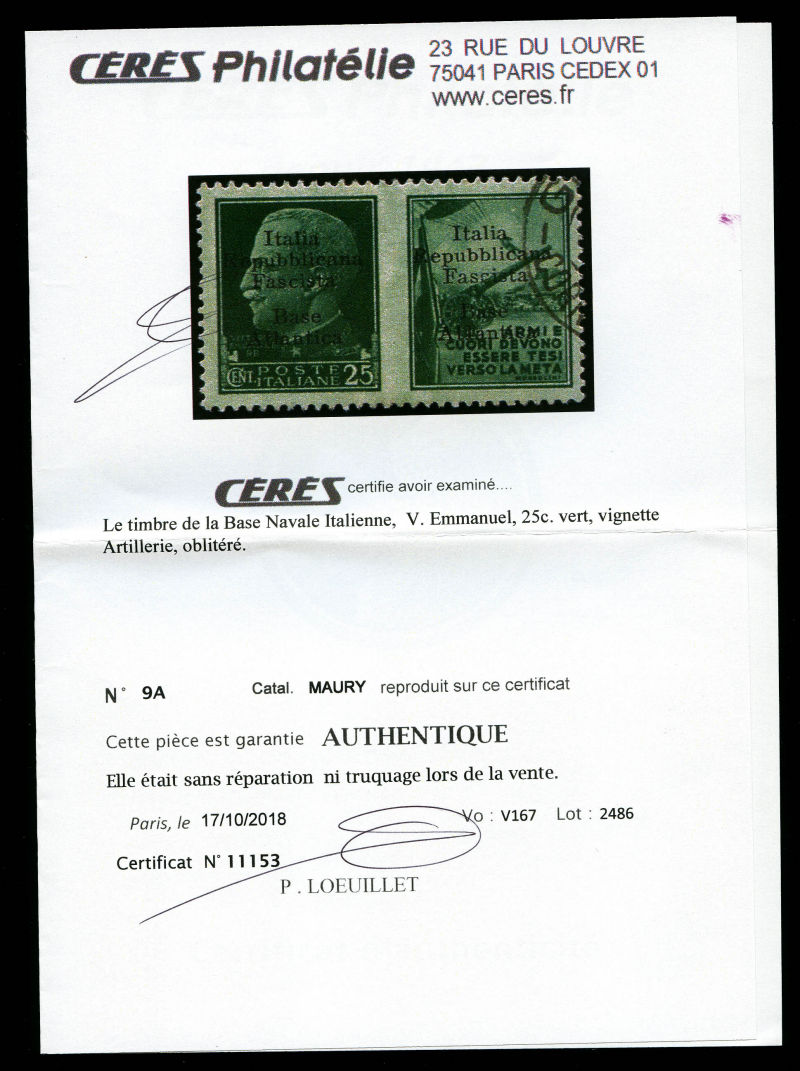 CÉRÈS Philatélie
23 RUE DU LOUVRE
75041 PARIS CEDEX 01
www.ceres.fr
Italia
Repubblicana
Fascista
Base
Atlantica
CENT. POSTE ITALIANE 25
Italia
Repubblicana
Fascista
Base
Atlantica
ARMI E
CUORI DEVONO
ESSERE TESI
VERSO LA META
CÉRÈS certifie avoir examiné....
Le timbre de la Base Navale Italienne, V. Emmanuel, 25c. vert, vignette
Artillerie, oblitéré.
N° 9A Catal. MAURY reproduit sur ce certificat
Cette pièce est garantie AUTHENTIQUE
Elle était sans réparation ni truquage lors de la vente.
Paris, le 17/10/2018 Vo : V167 Lot : 2486
Certificat N° 11153
P . LOEUILLET